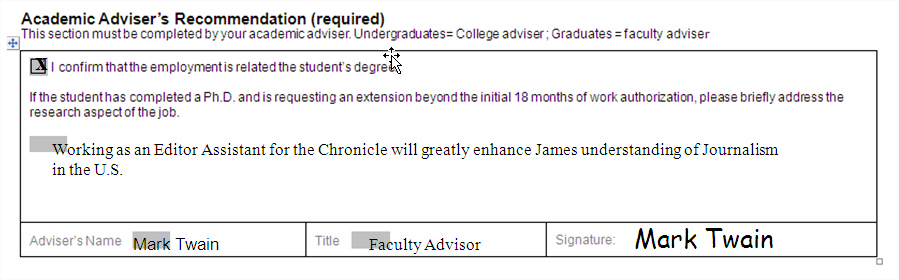 Academic Adviser's Recommendation (required)
This section must be completed by your academic adviser. Undergraduates= College adviser; Graduates = faculty adviser
X I confirm that the employment is related the student's degree
If the student has completed a Ph.D. and is requesting an extension beyond the initial 18 months of work authorization, please briefly address the
research aspect of the job.
Working as an Editor Assistant for the Chronicle will greatly enhance James understanding of Journalism
in the U.S.
Adviser's Name Mark Twain Title Faculty Advisor Signature: Mark Twain